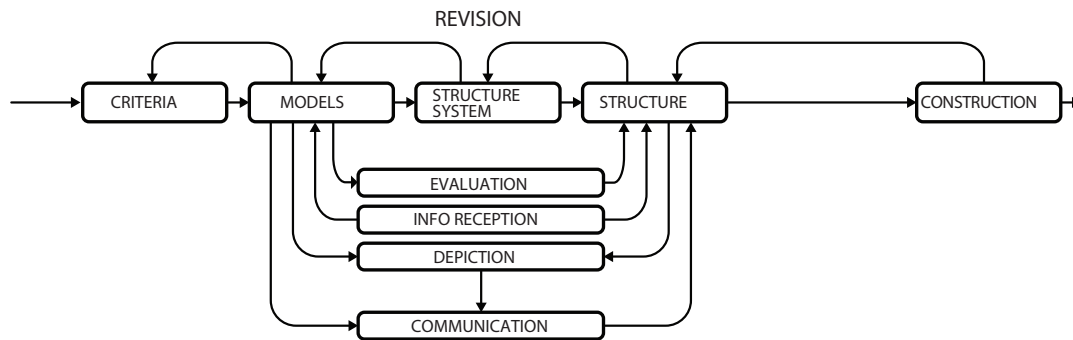 REVISION
CRITERIA
MODELS
STRUCTURE
SYSTEM
STRUCTURE
CONSTRUCTION
EVALUATION
INFO RECEPTION
DEPICTION
COMMUNICATION